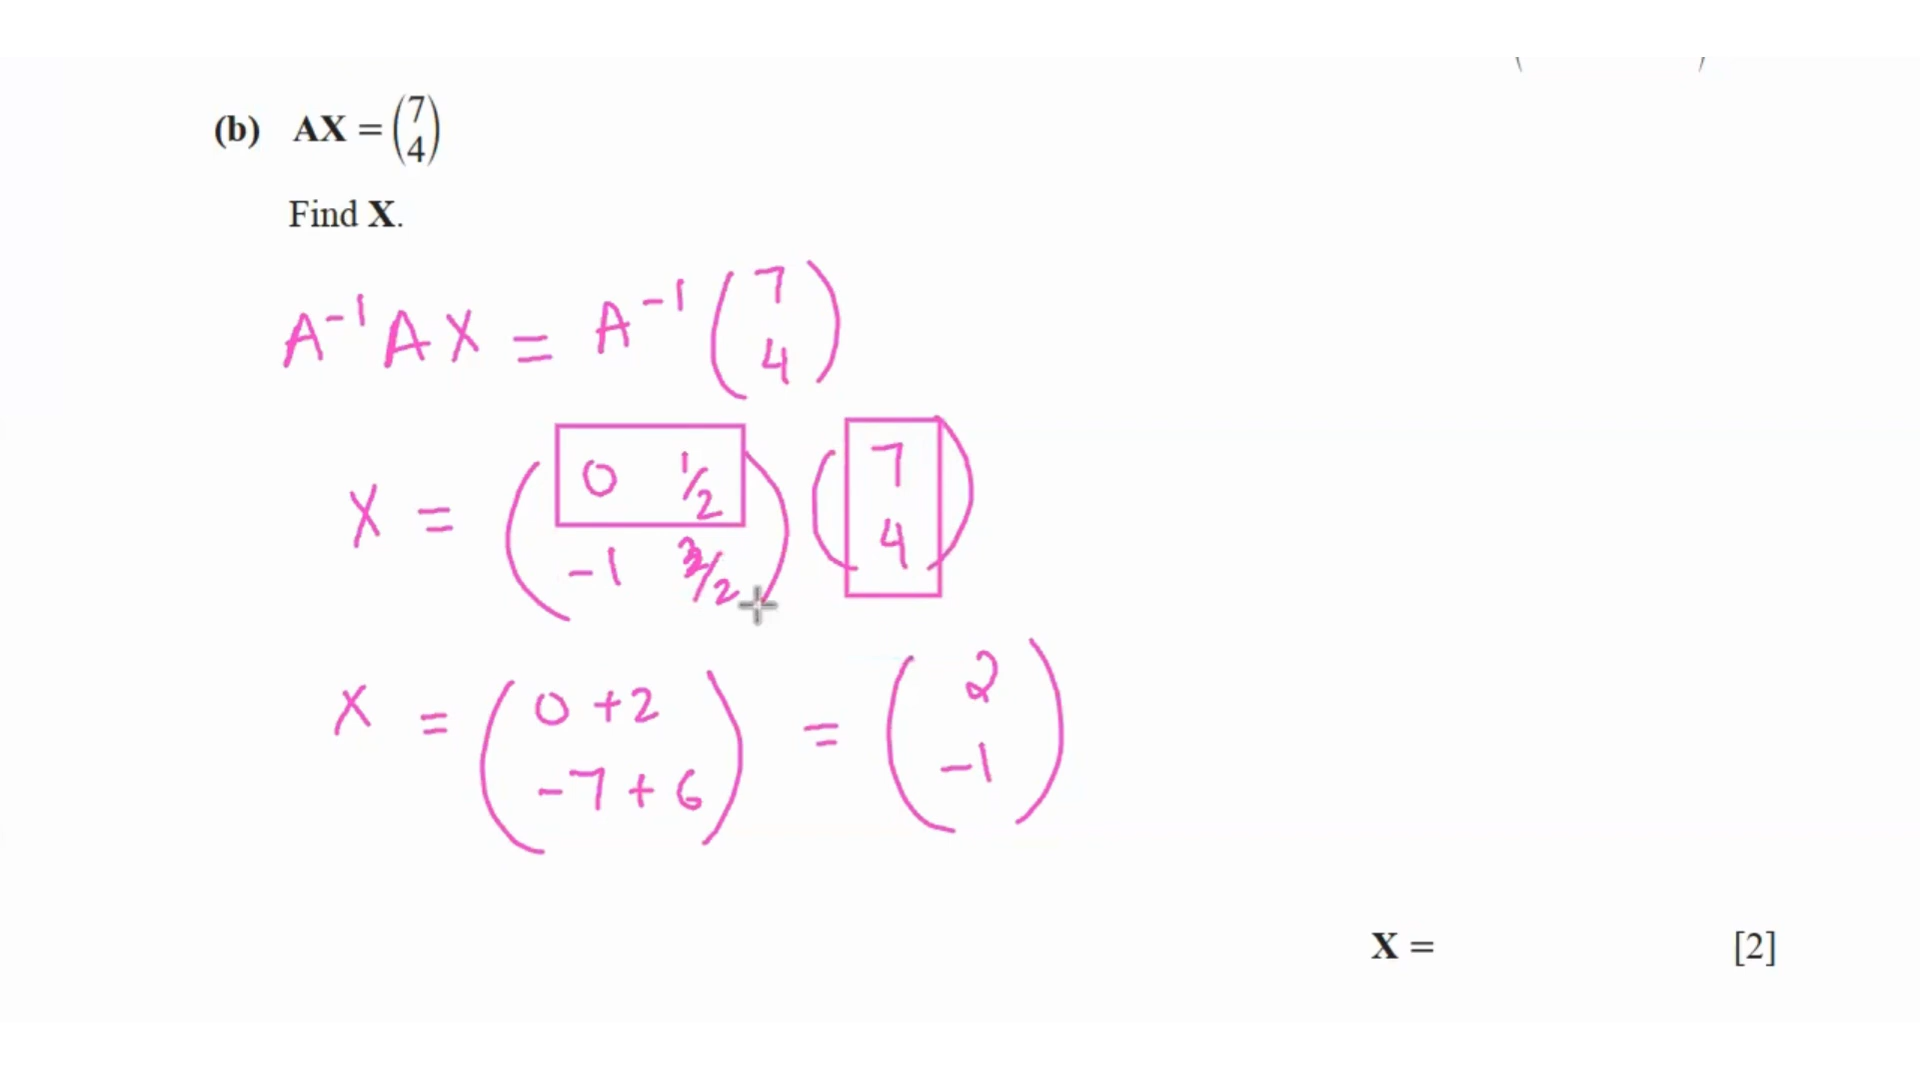 (b) AX = (7
4)
Find X.
A⁻¹AX = A⁻¹ (7
4)
X = (0 1/2
-1 3/2) (7
4)
X = (0 + 2
-7 + 6) = (2
-1)
X = [2]